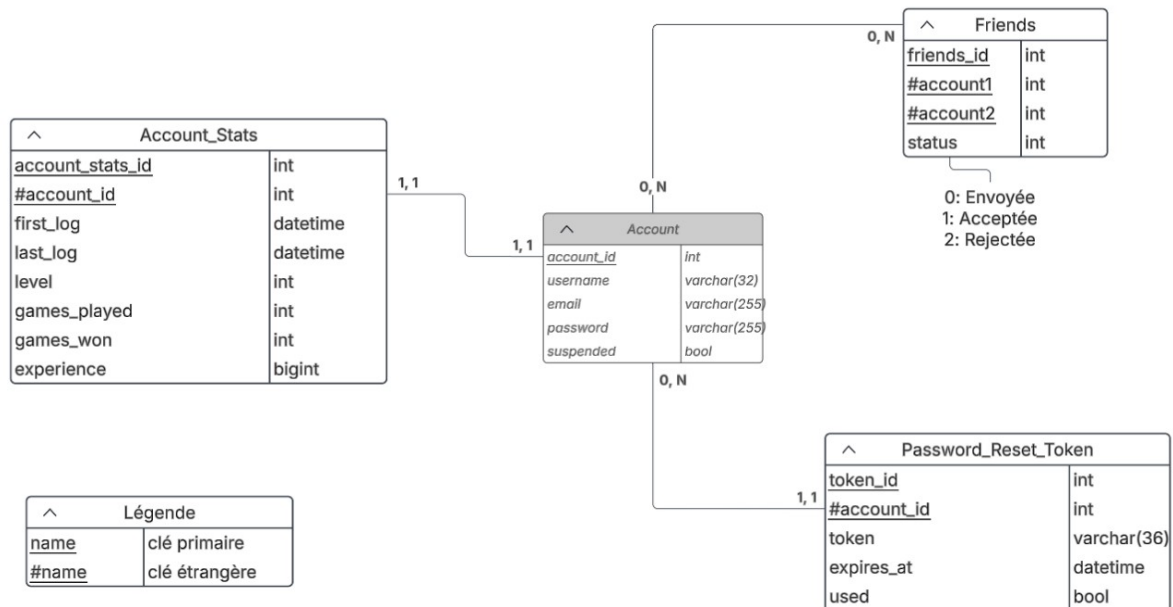 Friends
friends_id int
#account1 int
#account2 int
status int
0, N
0: Envoyée
1: Acceptée
2: Rejectée
Account_Stats
account_stats_id int
#account_id int
first_log datetime
last_log datetime
level int
games_played int
games_won int
experience bigint
1, 1
1, 1
0, N
Account
account_id int
username varchar(32)
email varchar(255)
password varchar(255)
suspended bool
0, N
1, 1
Password_Reset_Token
token_id int
#account_id int
token varchar(36)
expires_at datetime
used bool
Légende
name clé primaire
#name clé étrangère